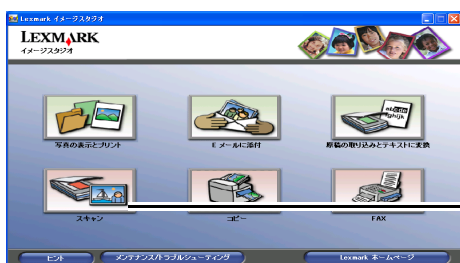 Lexmark イメージスタジオ
LEXMARK
イメージスタジオ
写真の表示とプリント
E メールに添付
原稿の取り込みとテキストに変換
スキャン
コピー
FAX
ヒント
メンテナンス/トラブルシューティング
Lexmark ホームページ